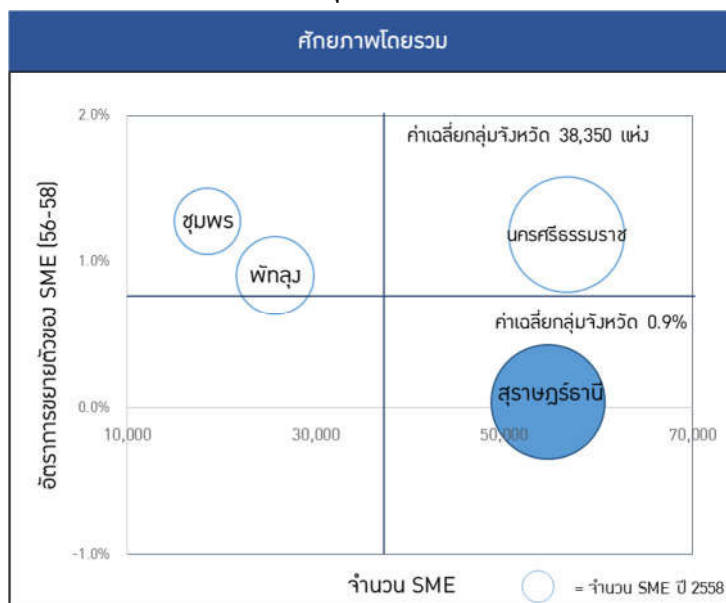 ศักยภาพโดยรวม
2.0%
ค่าเฉลี่ยกลุ่มจังหวัด 38,350 แห่ง
ชุมพร
นครศรีธรรมราช
อัตราการขยายตัวของ SME (56-58)
1.0%
พัทลุง
ค่าเฉลี่ยกลุ่มจังหวัด 0.9%
สุราษฎร์ธานี
0.0%
10,000
30,000
50,000
70,000
-1.0%
จำนวน SME
= จำนวน SME ปี 2558